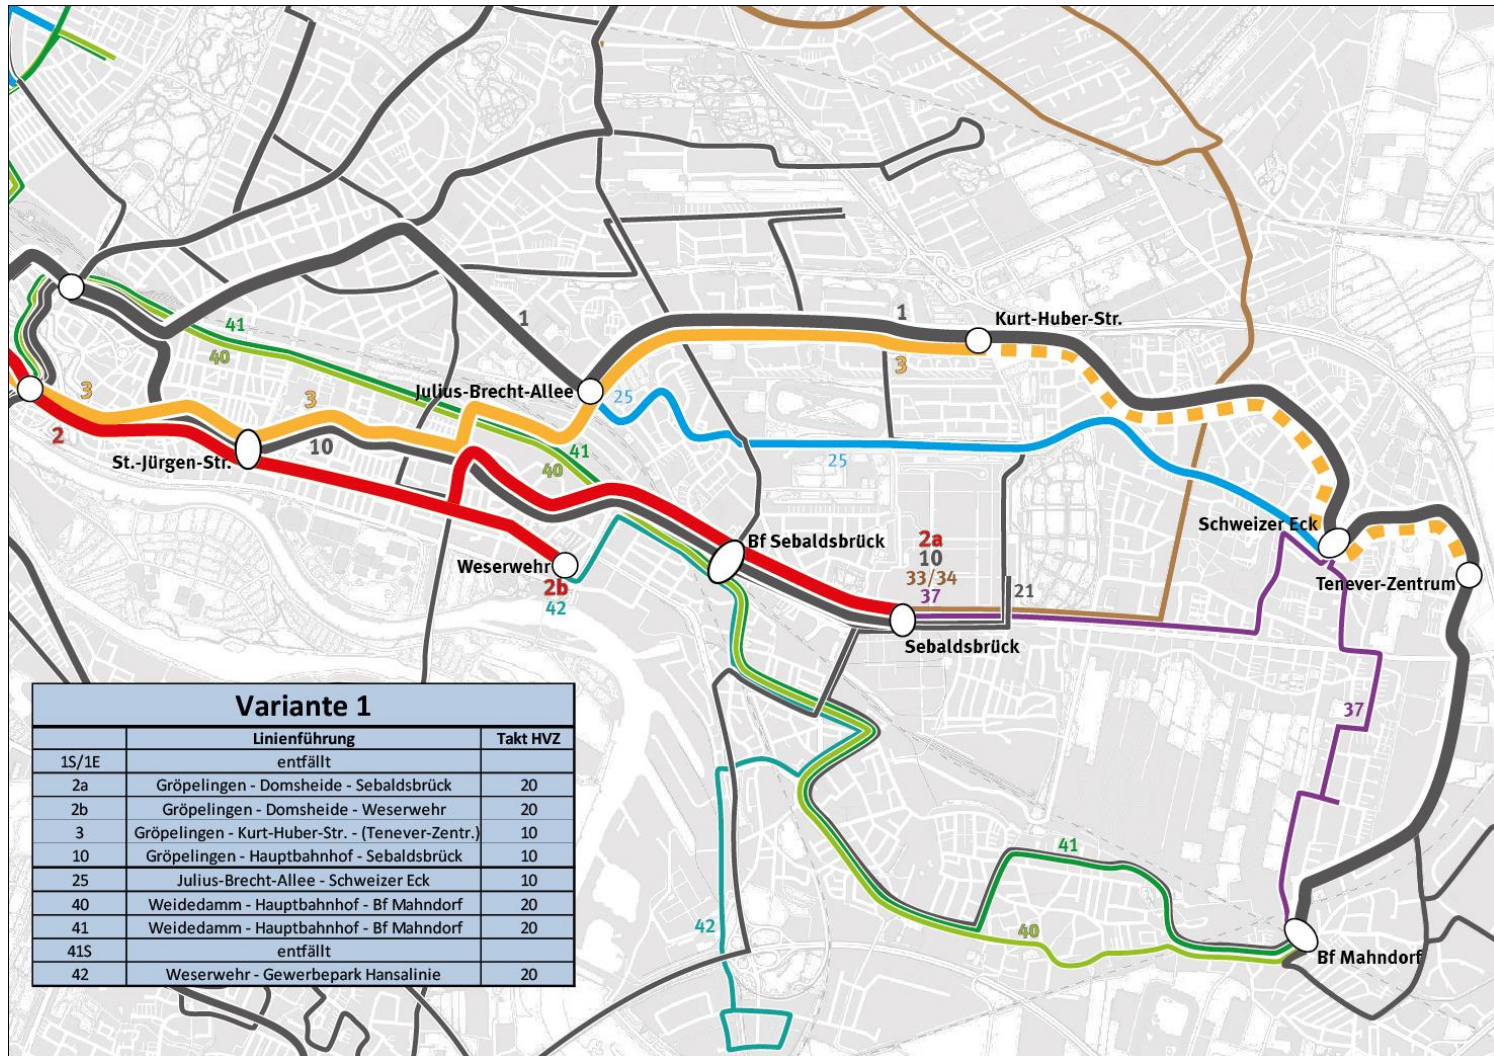 1
41
40
1
Kurt-Huber-Str.
3
Julius-Brecht-Allee
25
3
3
2
10
St.-Jürgen-Str.
41
40
25
Schweizer Eck
Bf Sebaldsbrück
2a
10
33/34
37
Weserwehr
2b
42
21
Tenever-Zentrum
Sebaldsbrück
37
Variante 1
Linienführung Takt HVZ
1S/1E entfällt
2a Gröpelingen - Domsheide - Sebaldsbrück 20
2b Gröpelingen - Domsheide - Weserwehr 20
3 Gröpelingen - Kurt-Huber-Str. - (Tenever-Zentr.) 10
10 Gröpelingen - Hauptbahnhof - Sebaldsbrück 10
25 Julius-Brecht-Allee - Schweizer Eck 10
40 Weidedamm - Hauptbahnhof - Bf Mahndorf 20
41 Weidedamm - Hauptbahnhof - Bf Mahndorf 20
41S entfällt
42 Weserwehr - Gewerbepark Hansalinie 20
41
42
40
Bf Mahndorf